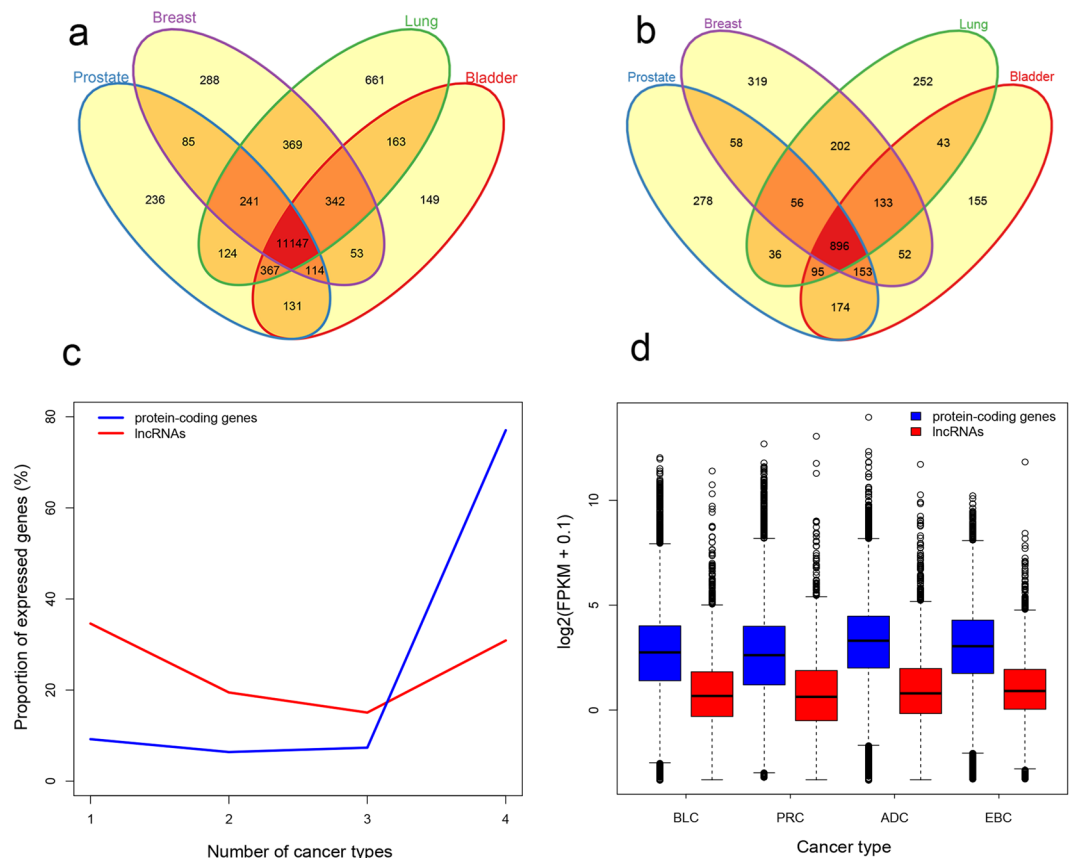 a
Breast
Lung
Prostate
Bladder
288
661
85
369
163
236
241
342
149
124
11147
53
367
114
131
b
Breast
Lung
Prostate
Bladder
319
252
58
202
43
278
56
133
155
36
896
52
95
153
174
c
protein-coding genes
lncRNAs
Proportion of expressed genes (%)
80
60
40
20
0
1 2 3 4
Number of cancer types
d
protein-coding genes
lncRNAs
log2(FPKM + 0.1)
10
5
0
BLC PRC ADC EBC
Cancer type